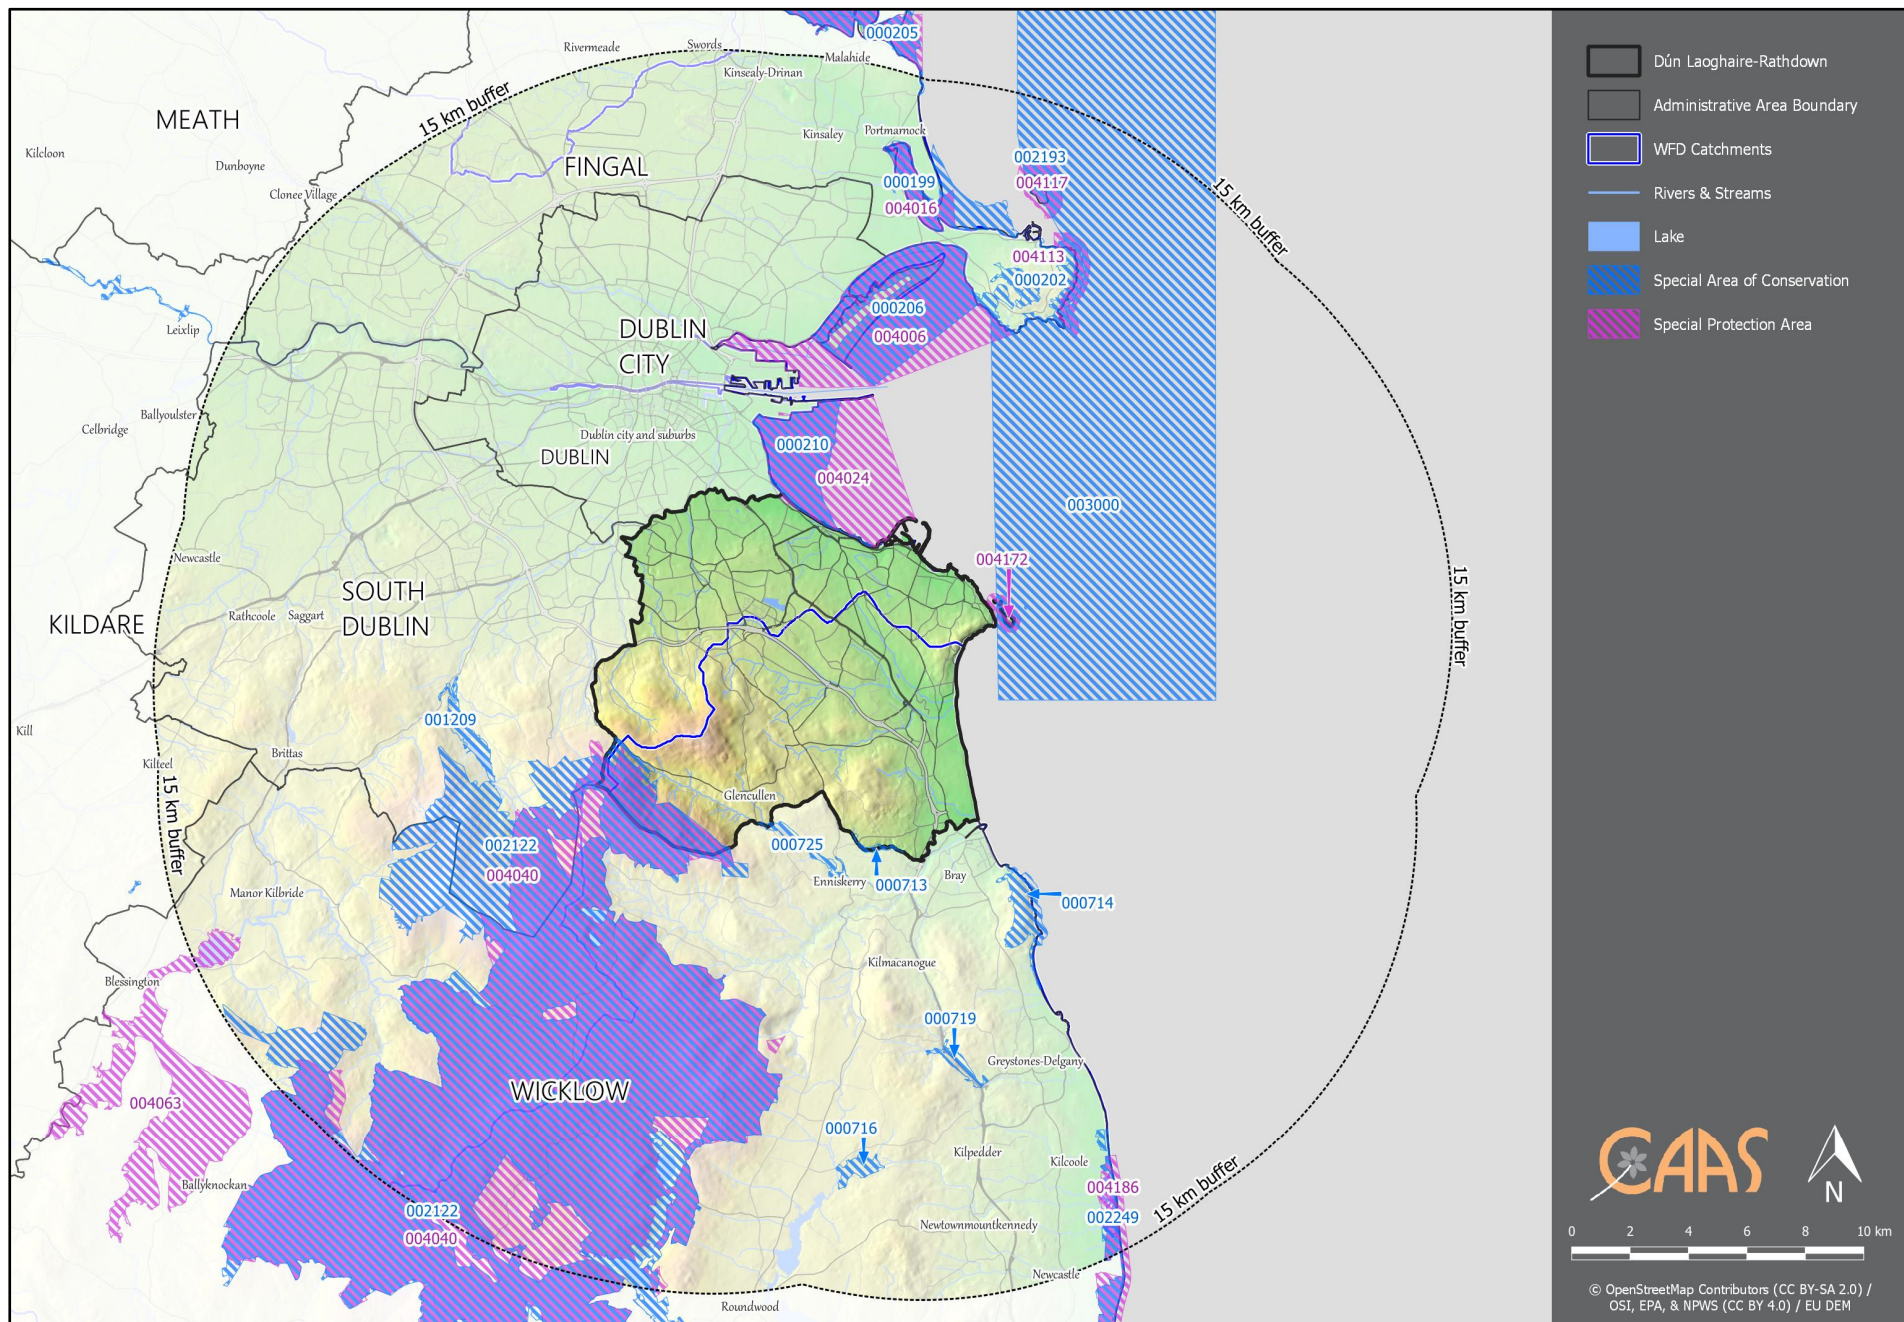 000205
Rivermeade
Swords
Malahide
Kinsealy-Drinan
15 km buffer
MEATH
Kinsaley
Portmarnock
Kilcloon
Dunboyne
FINGAL
002193
004117
000199
004016
Clonee Village
15 km buffer
004113
000202
Leixlip
DUBLIN
CITY
000206
004006
Ballyoulster
Celbridge
Dublin city and suburbs
DUBLIN
000210
004024
003000
Newcastle
004172
SOUTH
DUBLIN
Rathcoole
Saggart
KILDARE
15 km buffer
001209
Kill
Brittas
Kilteel
15 km buffer
Glencullen
002122
004040
000725
Enniskerry
000713
Bray
000714
Manor Kilbride
Kilmacanogue
Blessington
000719
Greystones-Delgany
WICKLOW
004063
000716
Kilpedder
Kilcoole
Ballyknockan
004186
002249
15 km buffer
002122
004040
Newtownmountkennedy
Newcastle
Roundwood
Dún Laoghaire-Rathdown
Administrative Area Boundary
WFD Catchments
Rivers & Streams
Lake
Special Area of Conservation
Special Protection Area
CAAS
N
0 2 4 6 8 10 km
© OpenStreetMap Contributors (CC BY-SA 2.0) /
OSI, EPA, & NPWS (CC BY 4.0) / EU DEM